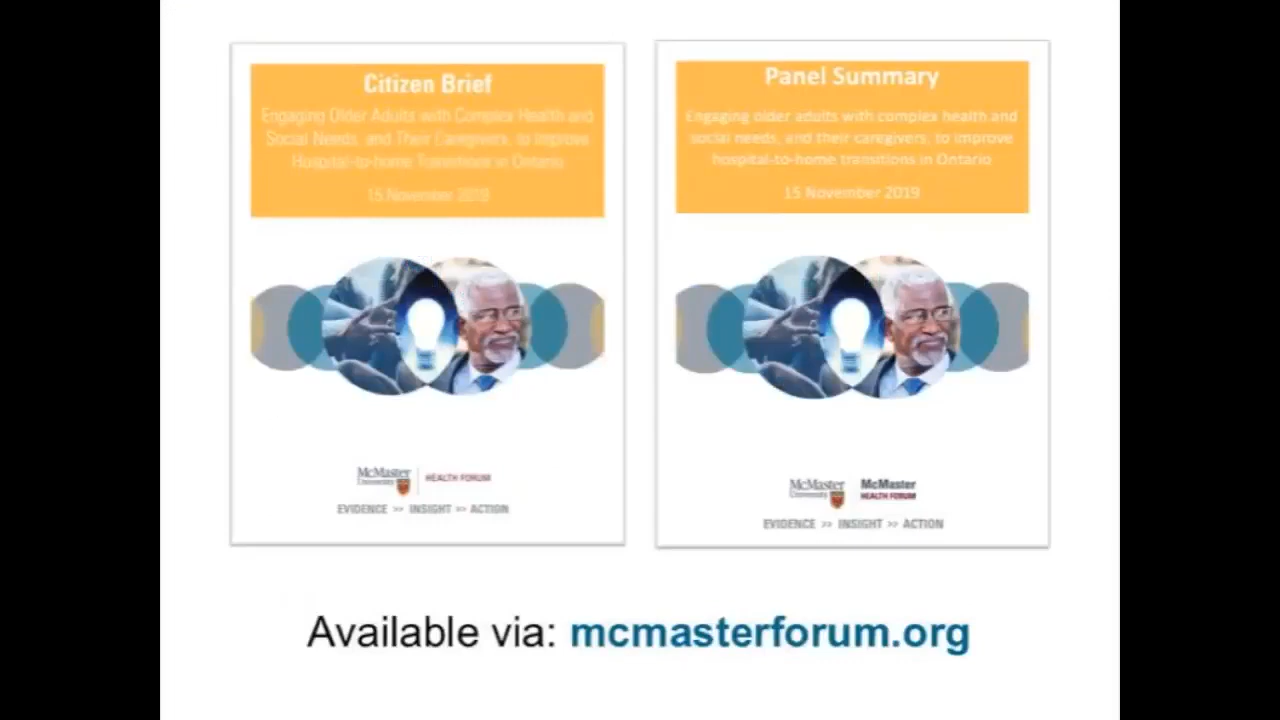 Citizen Brief
Engaging Older Adults with Complex Health and
Social Needs, and Their Caregivers, to Improve
Hospital-to-home Transitions in Ontario
15 November 2019
McMaster
University
HEALTH FORUM
EVIDENCE >> INSIGHT >> ACTION
Panel Summary
Engaging older adults with complex health and
social needs, and their caregivers, to improve
hospital-to-home transitions in Ontario
15 November 2019
McMaster
University
McMaster
HEALTH FORUM
EVIDENCE >> INSIGHT >> ACTION
Available via: mcmasterforum.org